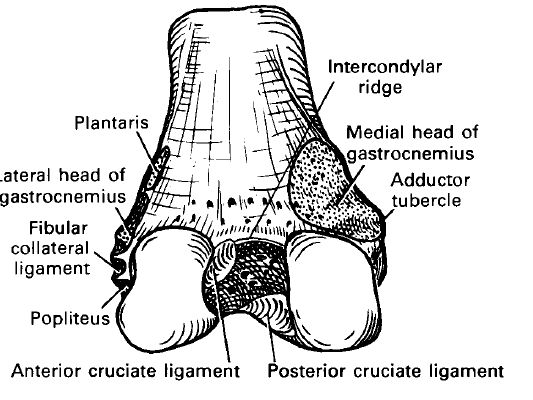 Intercondylar
ridge
Plantaris
Medial head of
gastrocnemius
Lateral head of
gastrocnemius
Adductor
tubercle
Fibular
collateral
ligament
Popliteus
Anterior cruciate ligament
Posterior cruciate ligament